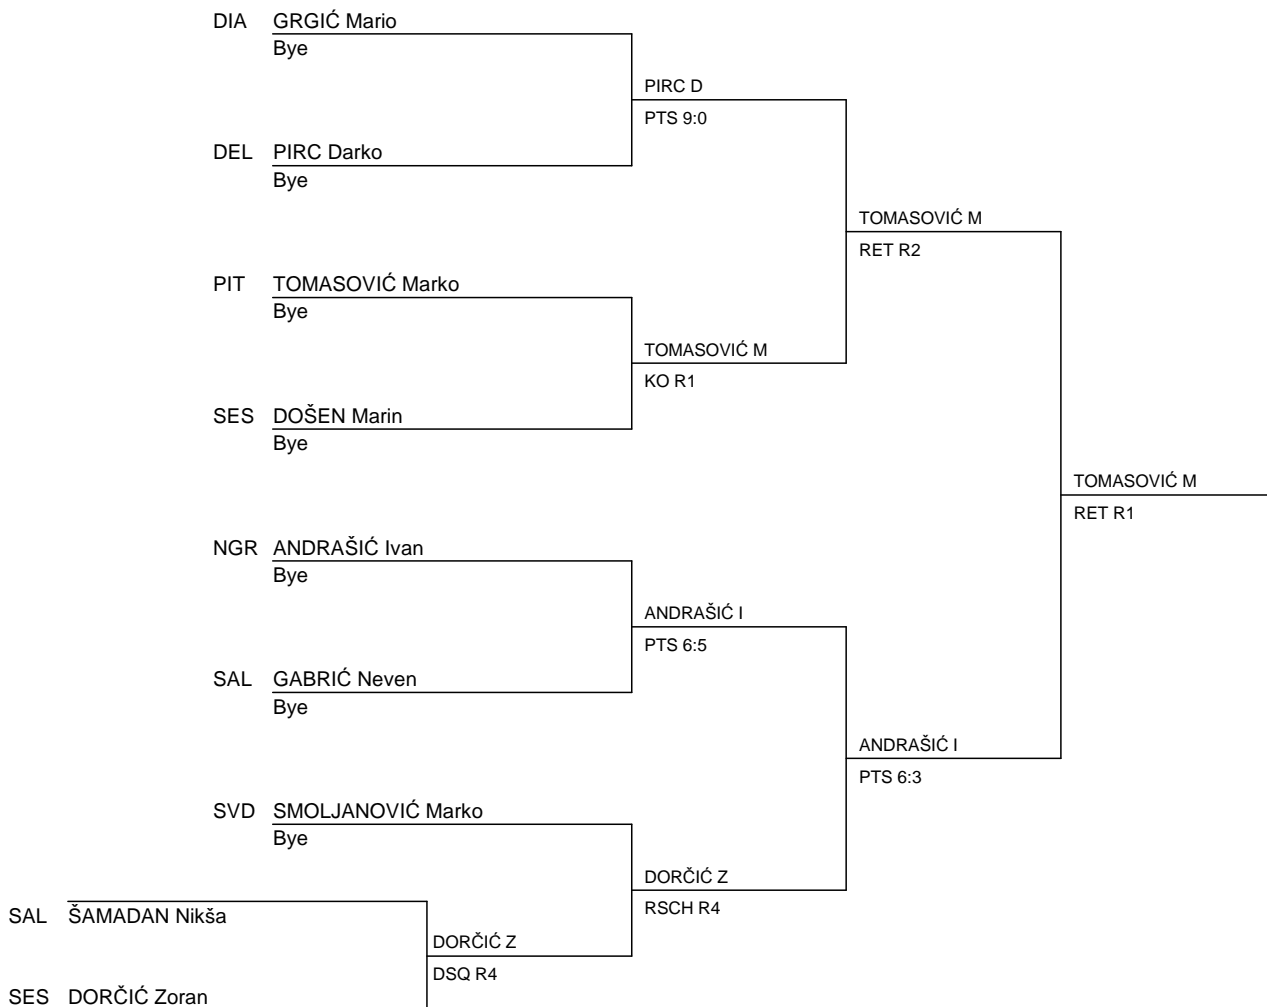 DIA GRGIĆ Mario
Bye
PIRC D
PTS 9:0
DEL PIRC Darko
Bye
TOMASOVIĆ M
RET R2
PIT TOMASOVIĆ Marko
Bye
TOMASOVIĆ M
KO R1
SES DOŠEN Marin
Bye
TOMASOVIĆ M
RET R1
NGR ANDRAŠIĆ Ivan
Bye
ANDRAŠIĆ I
PTS 6:5
SAL GABRIĆ Neven
Bye
ANDRAŠIĆ I
PTS 6:3
SVD SMOLJANOVIĆ Marko
Bye
DORČIĆ Z
RSCH R4
SAL ŠAMADAN Nikša
DORČIĆ Z
DSQ R4
SES DORČIĆ Zoran